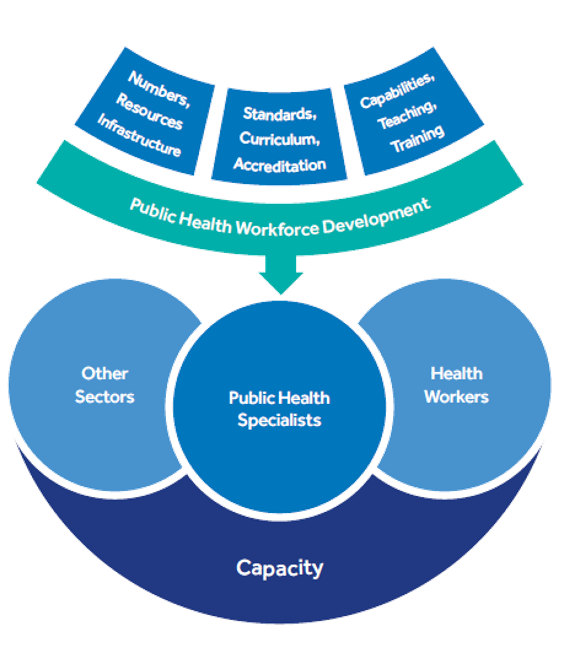 Numbers,
Resources
Infrastructure
Standards,
Curriculum,
Accreditation
Capabilities,
Teaching,
Training
Public Health Workforce Development
Other
Sectors
Public Health
Specialists
Health
Workers
Capacity